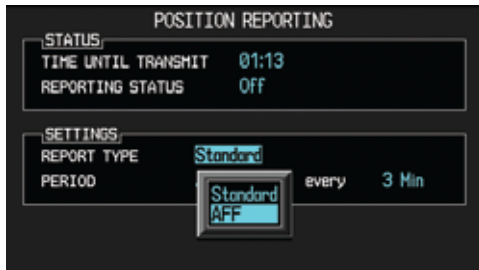 POSITION REPORTING
STATUS
TIME UNTIL TRANSMIT 01:13
REPORTING STATUS Off
SETTINGS
REPORT TYPE Standard
PERIOD every 3 Min
Standard
AFF